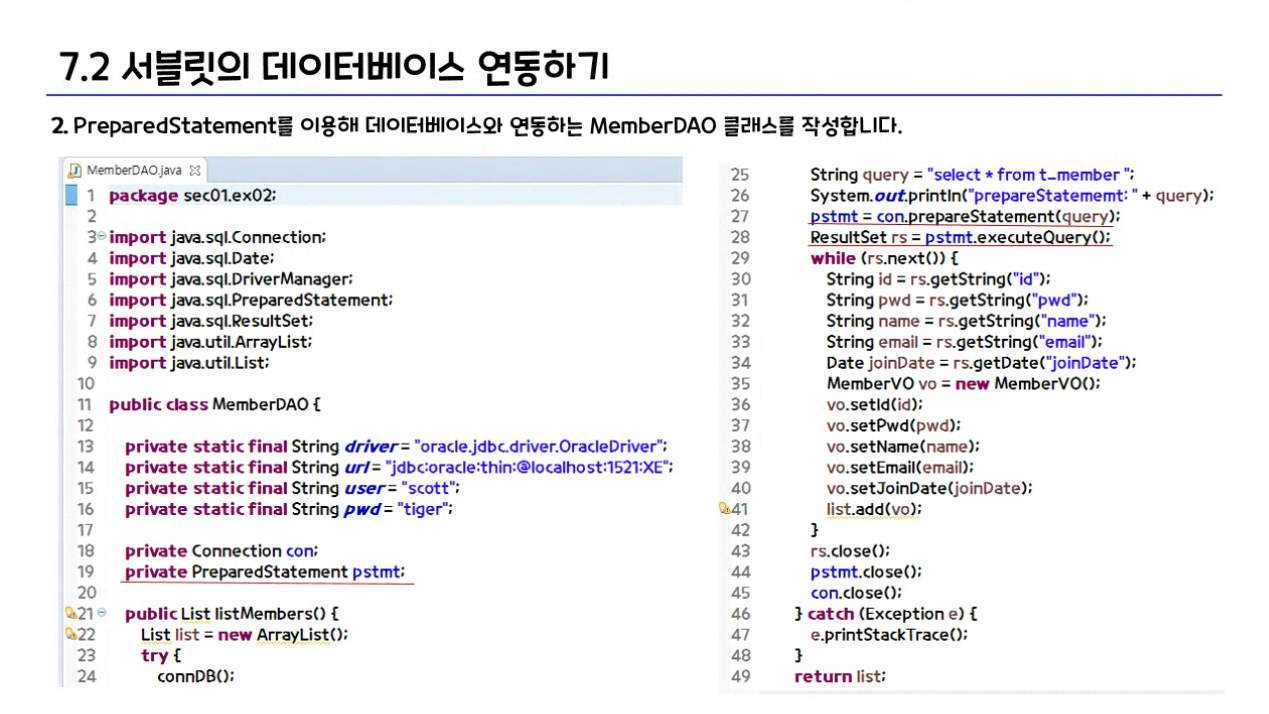 7.2 서블릿의 데이터베이스 연동하기
2. PreparedStatement를 이용해 데이터베이스와 연동하는 MemberDAO 클래스를 작성합니다.
MemberDAO.java
1 package sec01.ex02;
2
3 import java.sql.Connection;
4 import java.sql.Date;
5 import java.sql.DriverManager;
6 import java.sql.PreparedStatement;
7 import java.sql.ResultSet;
8 import java.util.ArrayList;
9 import java.util.List;
10
11 public class MemberDAO {
12
13 private static final String driver = "oracle.jdbc.driver.OracleDriver";
14 private static final String url = "jdbc:oracle:thin:@localhost:1521:XE";
15 private static final String user = "scott";
16 private static final String pwd = "tiger";
17
18 private Connection con;
19 private PreparedStatement pstmt;
20
21 public List listMembers() {
22 List list = new ArrayList();
23 try {
24 connDB();
25 String query = "select * from t_member ";
26 System.out.println("prepareStatememt: " + query);
27 pstmt = con.prepareStatement(query);
28 ResultSet rs = pstmt.executeQuery();
29 while (rs.next()) {
30 String id = rs.getString("id");
31 String pwd = rs.getString("pwd");
32 String name = rs.getString("name");
33 String email = rs.getString("email");
34 Date joinDate = rs.getDate("joinDate");
35 MemberVO vo = new MemberVO();
36 vo.setId(id);
37 vo.setPwd(pwd);
38 vo.setName(name);
39 vo.setEmail(email);
40 vo.setJoinDate(joinDate);
41 list.add(vo);
42 }
43 rs.close();
44 pstmt.close();
45 con.close();
46 } catch (Exception e) {
47 e.printStackTrace();
48 }
49 return list;